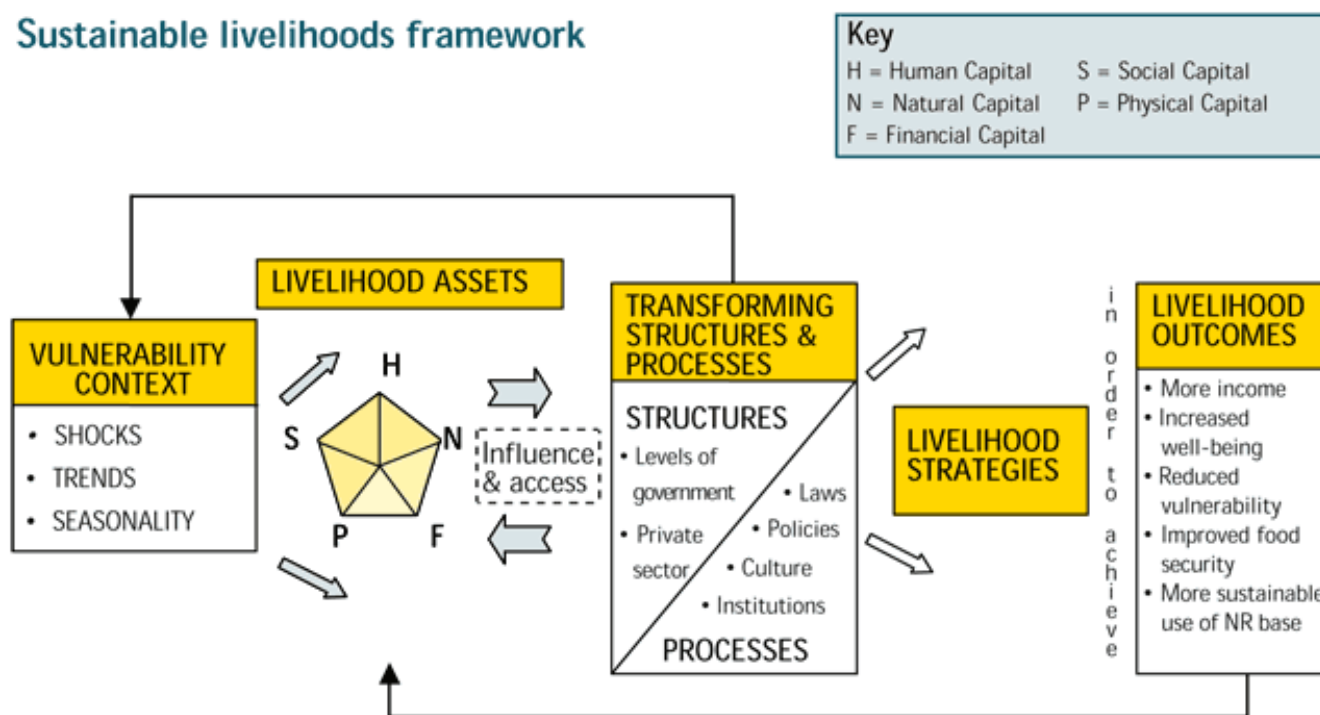 Sustainable livelihoods framework
Key
H = Human Capital S = Social Capital
N = Natural Capital P = Physical Capital
F = Financial Capital
VULNERABILITY
CONTEXT
• SHOCKS
• TRENDS
• SEASONALITY
LIVELIHOOD ASSETS
H
S
N
P
F
Influence
& access
TRANSFORMING
STRUCTURES &
PROCESSES
STRUCTURES
• Levels of
government
• Private
sector
• Laws
• Policies
• Culture
• Institutions
PROCESSES
LIVELIHOOD
STRATEGIES
in order to achieve
LIVELIHOOD
OUTCOMES
• More income
• Increased
well-being
• Reduced
vulnerability
• Improved food
security
• More sustainable
use of NR base